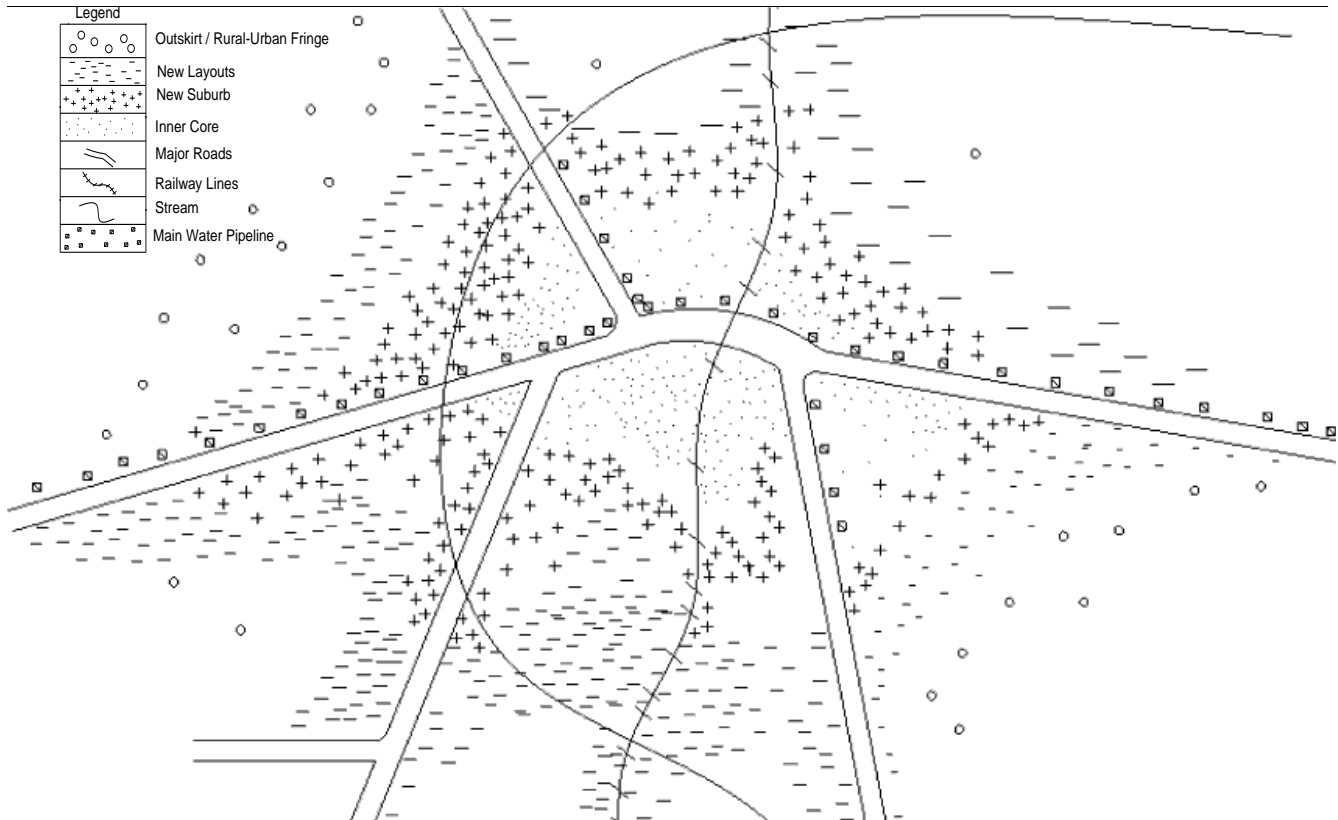 Legend
Outskirt / Rural-Urban Fringe
New Layouts
New Suburb
Inner Core
Major Roads
Railway Lines
Stream
Main Water Pipeline